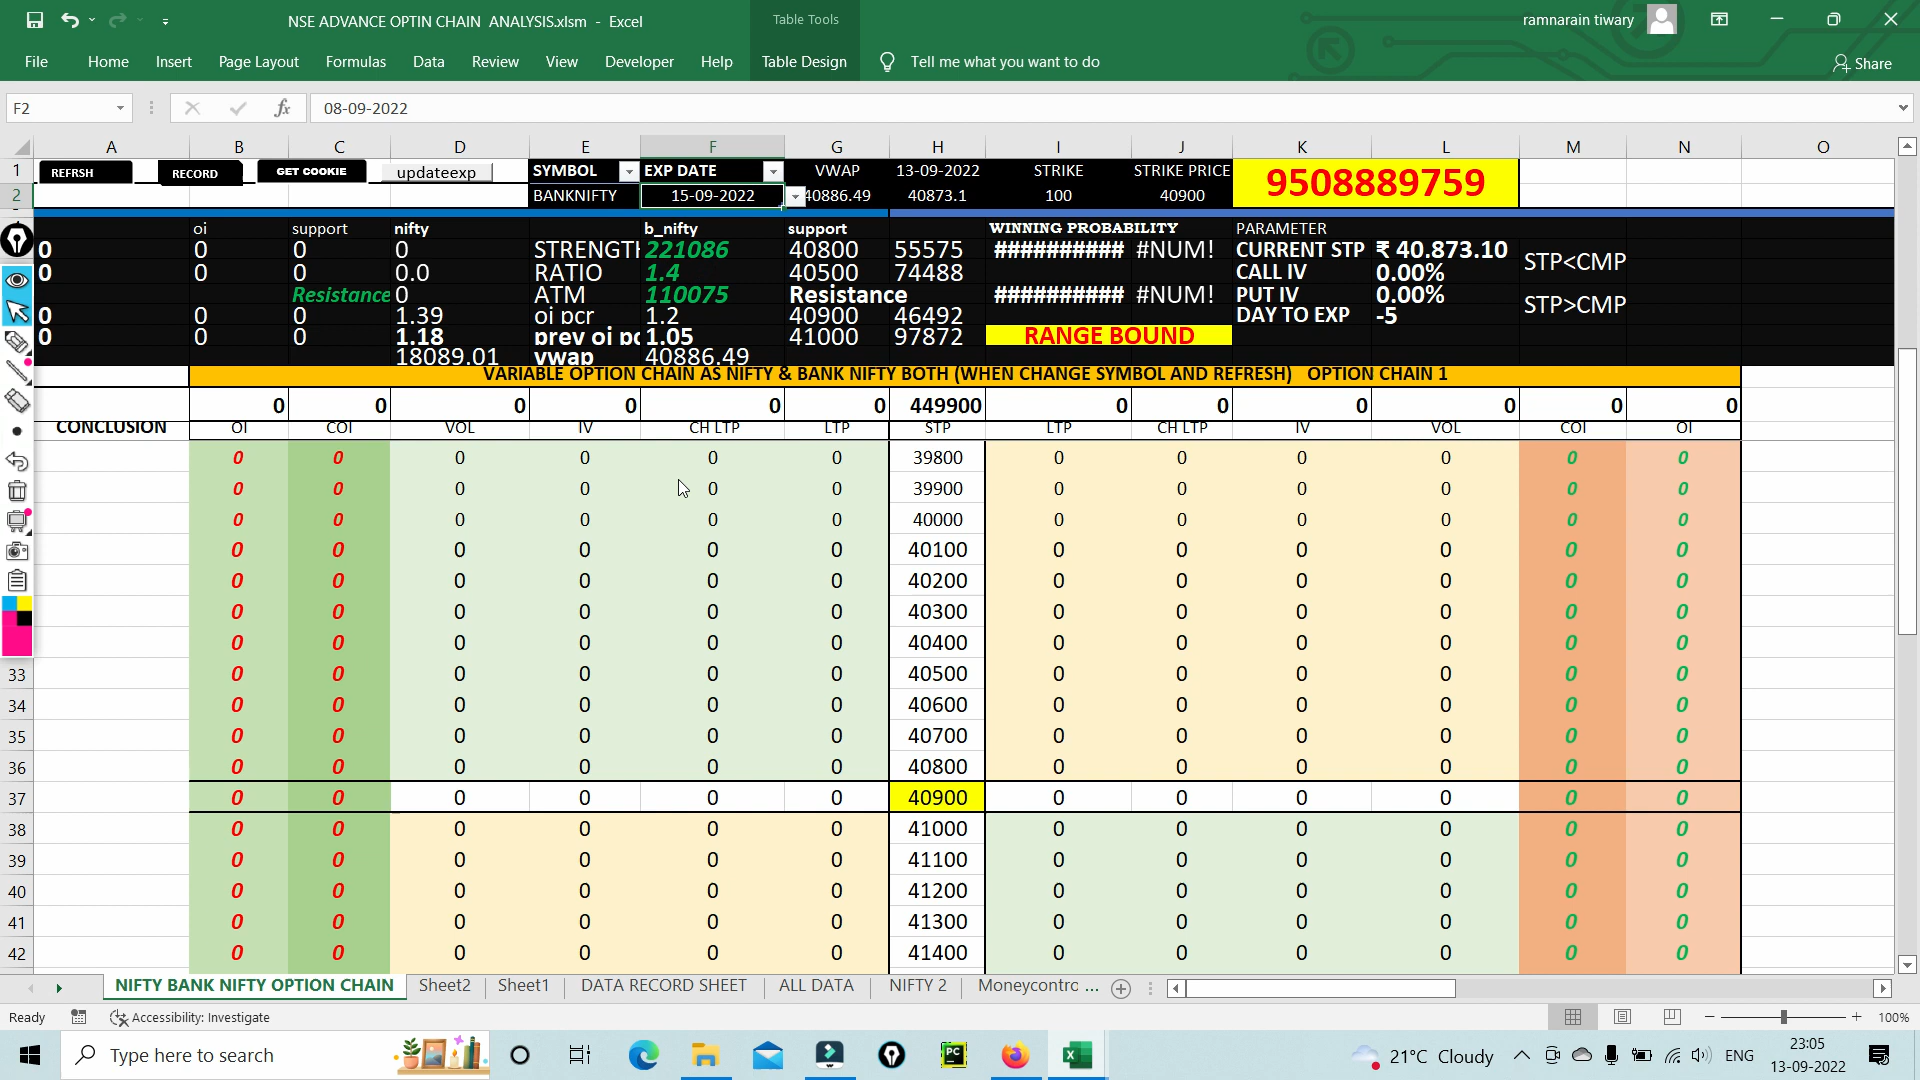 NSE ADVANCE OPTIN CHAIN  ANALYSIS.xlsm  -  Excel
Table Tools
ramnarain tiwary
File Home Insert Page Layout Formulas Data Review View Automate Developer Help Table Design Tell me what you want to do Share
F2 fx 08-09-2022
A B C D E F G H I J K L M N O
1 REFRSH RECORD GET COOKIE updateexp SYMBOL EXP DATE VWAP 13-09-2022 STRIKE STRIKE PRICE 9508889759
2 BANKNIFTY 15-09-2022 40886.49 40873.1 100 40900
oi support nifty b_nifty support WINNING PROBABILITY PARAMETER
0 0 0 0 STRENGTH 221086 40800 55575 ########## #NUM! CURRENT STP ₹ 40.873.10 STP<CMP
0 0 0 0.0 RATIO 1.4 40500 74488 CALL IV 0.00%
Resistance 0 ATM 110075 Resistance ########## #NUM! PUT IV 0.00% STP>CMP
0 0 0 1.39 oi pcr 1.2 40900 46492 DAY TO EXP -5
0 0 0 1.18 prev oi pc 1.05 41000 97872 RANGE BOUND
18089.01 vwap 40886.49
VARIABLE OPTION CHAIN AS NIFTY & BANK NIFTY BOTH (WHEN CHANGE SYMBOL AND REFRESH)   OPTION CHAIN 1
0 0 0 0 0 0 449900 0 0 0 0 0 0
CONCLUSION OI COI VOL IV CH LTP LTP STP LTP CH LTP IV VOL COI OI
0 0 0 0 0 0 39800 0 0 0 0 0 0
0 0 0 0 0 0 39900 0 0 0 0 0 0
0 0 0 0 0 0 40000 0 0 0 0 0 0
0 0 0 0 0 0 40100 0 0 0 0 0 0
0 0 0 0 0 0 40200 0 0 0 0 0 0
0 0 0 0 0 0 40300 0 0 0 0 0 0
0 0 0 0 0 0 40400 0 0 0 0 0 0
33 0 0 0 0 0 0 40500 0 0 0 0 0 0
34 0 0 0 0 0 0 40600 0 0 0 0 0 0
35 0 0 0 0 0 0 40700 0 0 0 0 0 0
36 0 0 0 0 0 0 40800 0 0 0 0 0 0
37 0 0 0 0 0 0 40900 0 0 0 0 0 0
38 0 0 0 0 0 0 41000 0 0 0 0 0 0
39 0 0 0 0 0 0 41100 0 0 0 0 0 0
40 0 0 0 0 0 0 41200 0 0 0 0 0 0
41 0 0 0 0 0 0 41300 0 0 0 0 0 0
42 0 0 0 0 0 0 41400 0 0 0 0 0 0
NIFTY BANK NIFTY OPTION CHAIN Sheet2 Sheet1 DATA RECORD SHEET ALL DATA NIFTY 2 Moneycontro ...
Ready Accessibility: Investigate 100%
Type here to search PC 21°C Cloudy ENG 23:05
13-09-2022